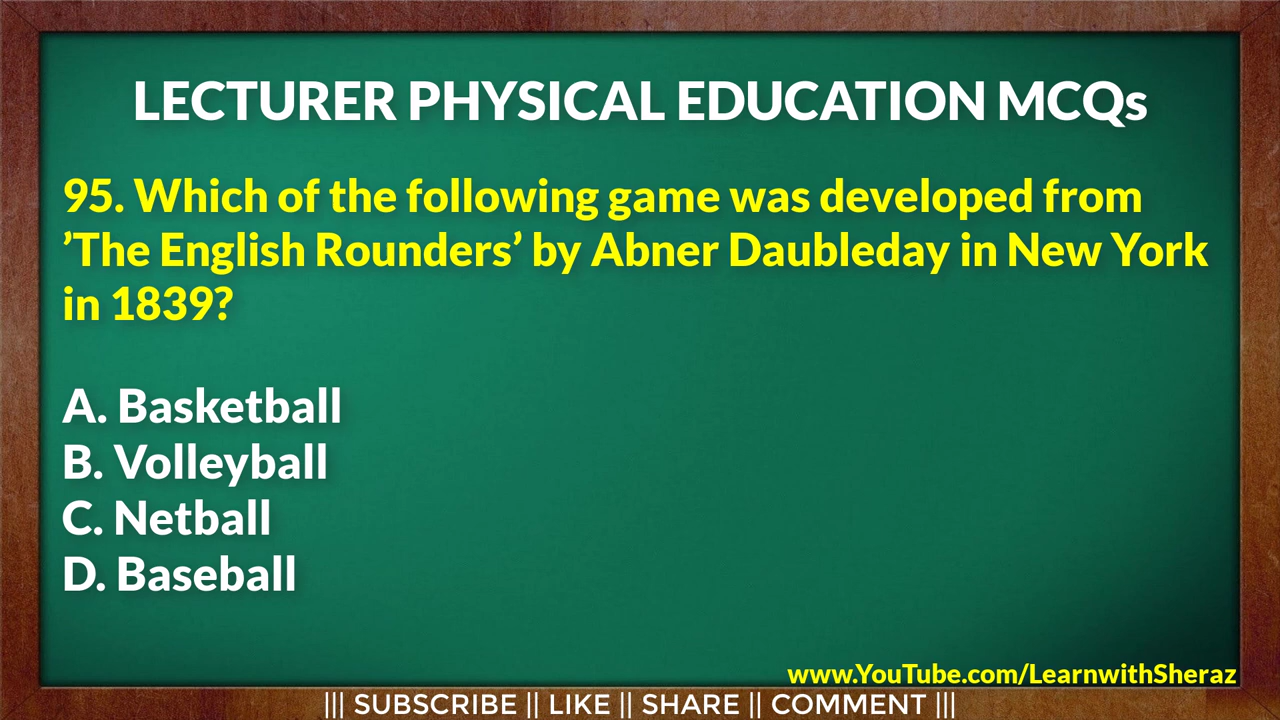 LECTURER PHYSICAL EDUCATION MCQs
95. Which of the following game was developed from
’The English Rounders’ by Abner Daubleday in New York
in 1839?
A. Basketball
B. Volleyball
C. Netball
D. Baseball
www.YouTube.com/LearnwithSheraz
||| SUBSCRIBE || LIKE || SHARE || COMMENT |||